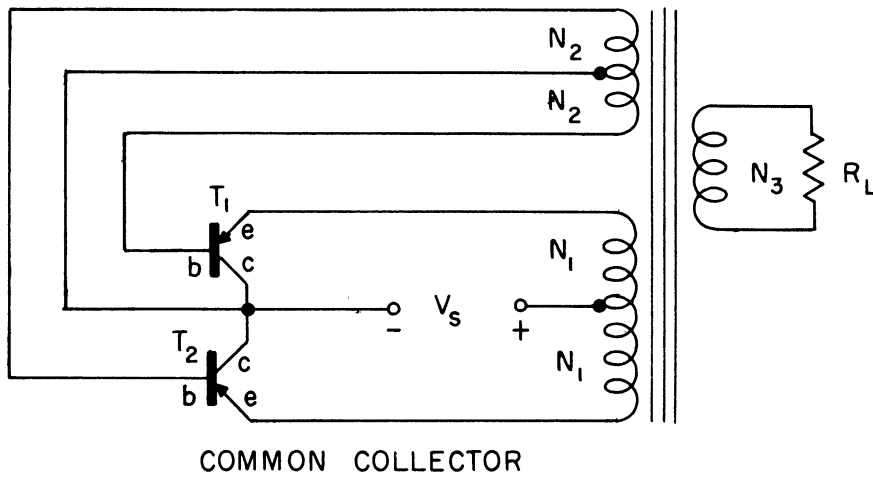 N2
N2
N3
RL
T1
e
b
c
N1
- Vs +
T2
c
b
e
N1
COMMON COLLECTOR